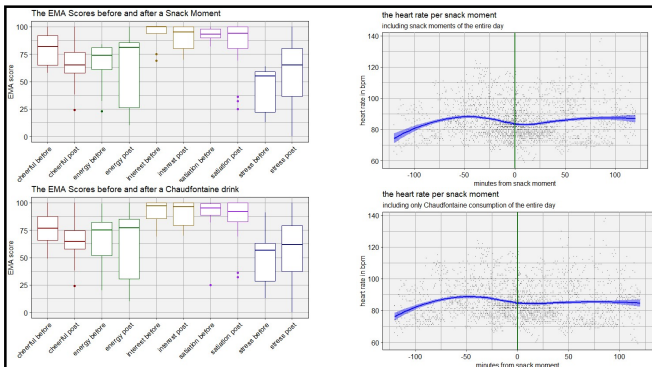 The EMA Scores before and after a Snack Moment
100
75
50
25
0
EMA score
cheerful before
cheerful post
energy before
energy post
interest before
interest post
satiation before
satiation post
stress before
stress post
The EMA Scores before and after a Chaudfontaine drink
100
75
50
25
0
EMA score
cheerful before
cheerful post
energy before
energy post
interest before
interest post
satiation before
satiation post
stress before
stress post
the heart rate per snack moment
including snack moments of the entire day
140
120
100
80
60
heart rate in bpm
-100 -50 0 50 100
minutes from snack moment
the heart rate per snack moment
including only Chaudfontaine consumption of the entire day
140
120
100
80
60
heart rate in bpm
-100 -50 0 50 100
minutes from snack moment